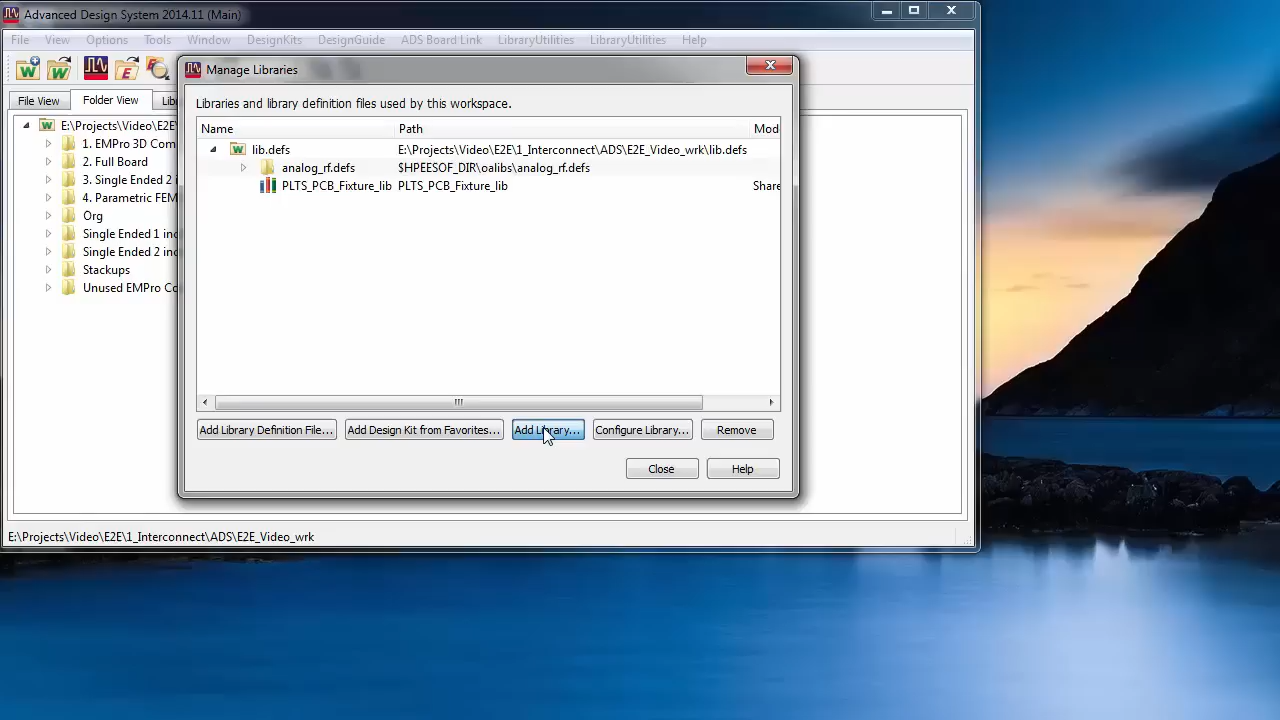 Advanced Design System 2014.11 (Main)
File View Options Tools Window DesignKits DesignGuide ADS Board Link LibraryUtilities LibraryUtilities Help
Manage Libraries
File View Folder View Lib
Libraries and library definition files used by this workspace.
Name Path Mod
E:\Projects\Video\E2E
1. EMPro 3D Com
2. Full Board
3. Single Ended 2 i
4. Parametric FEM
Org
Single Ended 1 inc
Single Ended 2 inc
Stackups
Unused EMPro Co
lib.defs E:\Projects\Video\E2E\1_Interconnect\ADS\E2E_Video_wrk\lib.defs
analog_rf.defs $HPEESOF_DIR\oalibs\analog_rf.defs
PLTS_PCB_Fixture_lib PLTS_PCB_Fixture_lib Share
Add Library Definition File... Add Design Kit from Favorites... Add Library... Configure Library... Remove
Close Help
E:\Projects\Video\E2E\1_Interconnect\ADS\E2E_Video_wrk